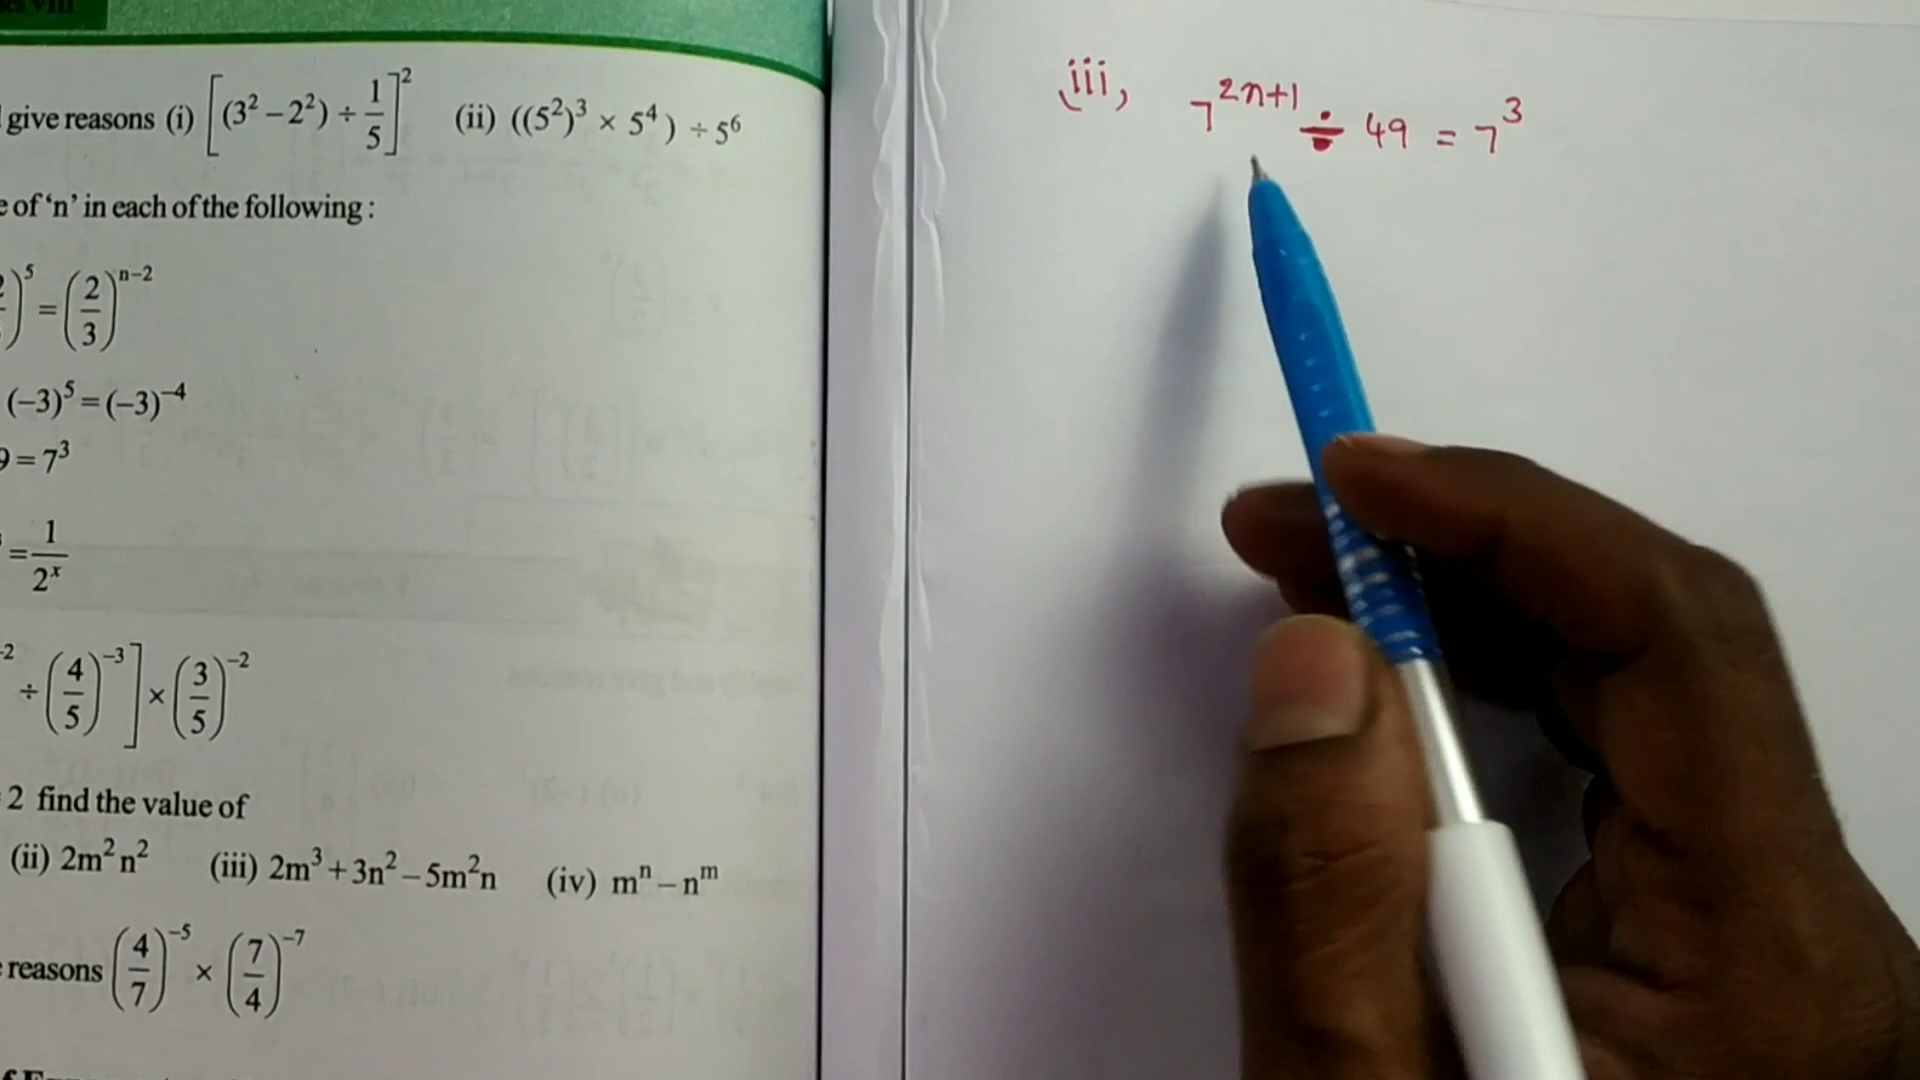 give reasons (i) [(3² – 2²) ÷ 1/5]² (ii) ((5²)³ × 5⁴) ÷ 5⁶
of ‘n’ in each of the following :
)⁵ = (2/3)ⁿ⁻²
(–3)⁵ = (–3)⁻⁴
9 = 7³
= 1/2ˣ
÷ (4/5)⁻³] × (3/5)⁻²
2 find the value of
(ii) 2m²n² (iii) 2m³ + 3n² – 5m²n (iv) mⁿ – nᵐ
reasons (4/7)⁻⁵ × (7/4)⁻⁷
iii, 7²ⁿ⁺¹ ÷ 49 = 7³